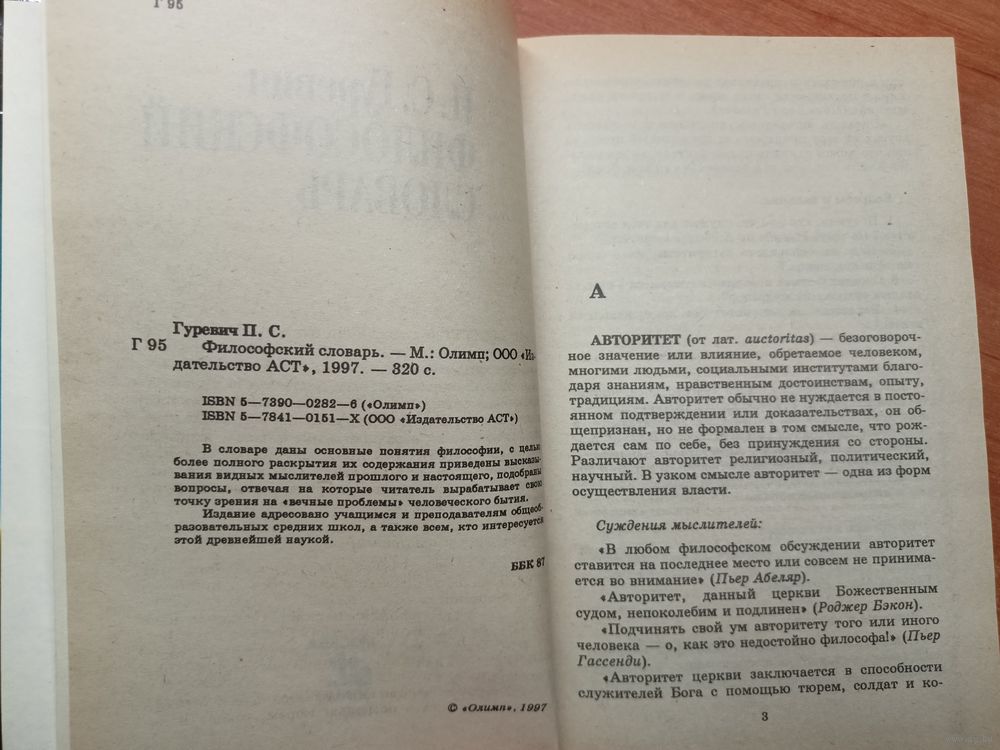 Г 95
Гуревич П. С.
Г 95
Философский словарь. — М.: Олимп; ООО «Из-
дательство АСТ», 1997. — 320 с.
ISBN 5—7390—0282—6 («Олимп»)
ISBN 5—7841—0151—X (ООО «Издательство АСТ»)
В словаре даны основные понятия философии, с целью
более полного раскрытия их содержания приведены высказы-
вания видных мыслителей прошлого и настоящего, подобраны
вопросы, отвечая на которые читатель вырабатывает свою
точку зрения на «вечные проблемы» человеческого бытия.
Издание адресовано учащимся и преподавателям общеоб-
разовательных средних школ, а также всем, кто интересуется
этой древнейшей наукой.
ББК 87
© «Олимп», 1997
А
АВТОРИТЕТ (от лат. auctoritas) — безоговороч-
ное значение или влияние, обретаемое человеком,
многими людьми, социальными институтами благо-
даря знаниям, нравственным достоинствам, опыту,
традициям. Авторитет обычно не нуждается в посто-
янном подтверждении или доказательствах, он об-
щепризнан, но не формален в том смысле, что рож-
дается сам по себе, без принуждения со стороны.
Различают авторитет религиозный, политический,
научный. В узком смысле авторитет — одна из форм
осуществления власти.
Суждения мыслителей:
«В любом философском обсуждении авторитет
ставится на последнее место или совсем не принима-
ется во внимание» (Пьер Абеляр).
«Авторитет, данный церкви Божественным
судом, непоколебим и подлинен» (Роджер Бэкон).
«Подчинять свой ум авторитету того или иного
человека — о, как это недостойно философа!» (Пьер
Гассенди).
«Авторитет церкви заключается в способности
служителей Бога с помощью тюрем, солдат и ко-
3